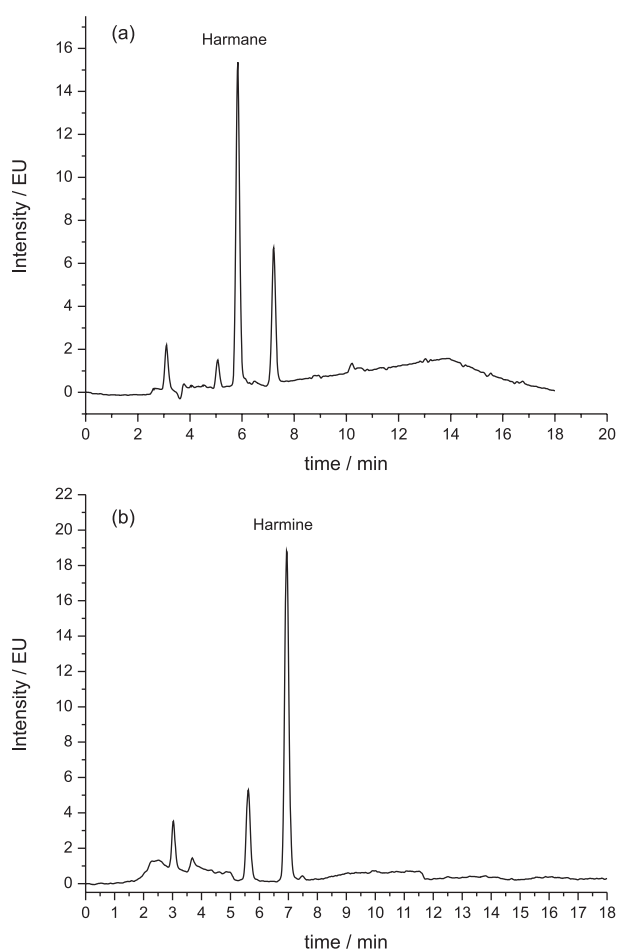 (a)
Harmane
16
14
12
10
8
6
4
2
0
Intensity / EU
0 2 4 6 8 10 12 14 16 18 20
time / min
(b)
Harmine
22
20
18
16
14
12
10
8
6
4
2
0
Intensity / EU
0 1 2 3 4 5 6 7 8 9 10 11 12 13 14 15 16 17 18
time / min